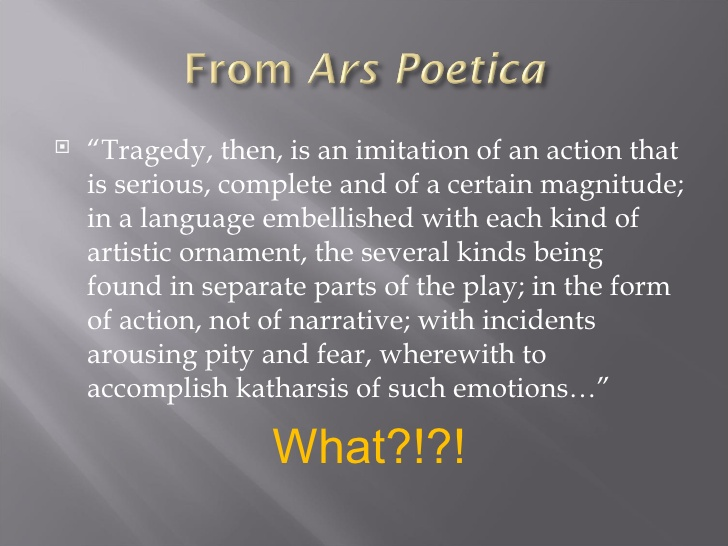 From Ars Poetica
“Tragedy, then, is an imitation of an action that
is serious, complete and of a certain magnitude;
in a language embellished with each kind of
artistic ornament, the several kinds being
found in separate parts of the play; in the form
of action, not of narrative; with incidents
arousing pity and fear, wherewith to
accomplish katharsis of such emotions…”
What?!?!